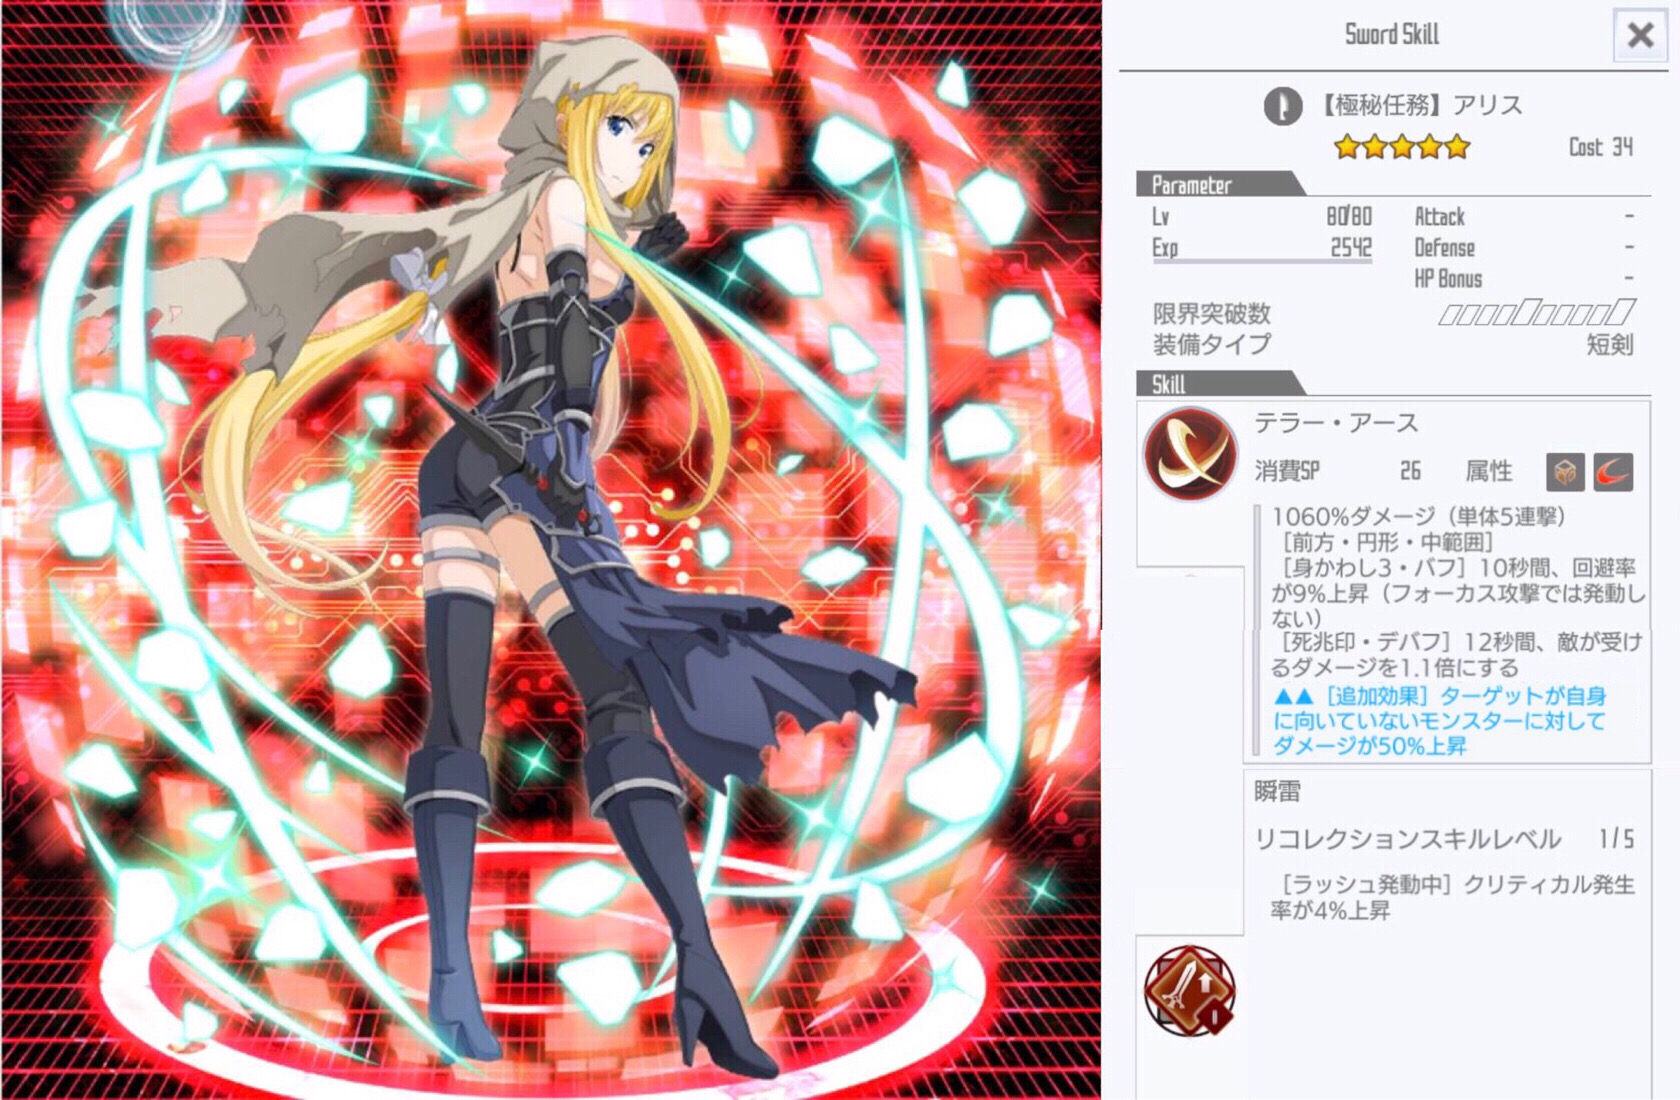 Sword Skill
【極秘任務】アリス
Cost 34
Parameter
Lv 80/80 Attack -
Exp 2542 Defense -
HP Bonus -
限界突破数
装備タイプ 短剣
Skill
テラー・アース
消費SP 26 属性
1060%ダメージ（単体5連撃）
［前方・円形・中範囲］
［身かわし3・バフ］10秒間、回避率
が9%上昇（フォーカス攻撃では発動し
ない）
［死兆印・デバフ］12秒間、敵が受け
るダメージを1.1倍にする
▲▲［追加効果］ターゲットが自身
に向いていないモンスターに対して
ダメージが50%上昇
瞬雷
リコレクションスキルレベル 1/5
［ラッシュ発動中］クリティカル発生
率が4%上昇